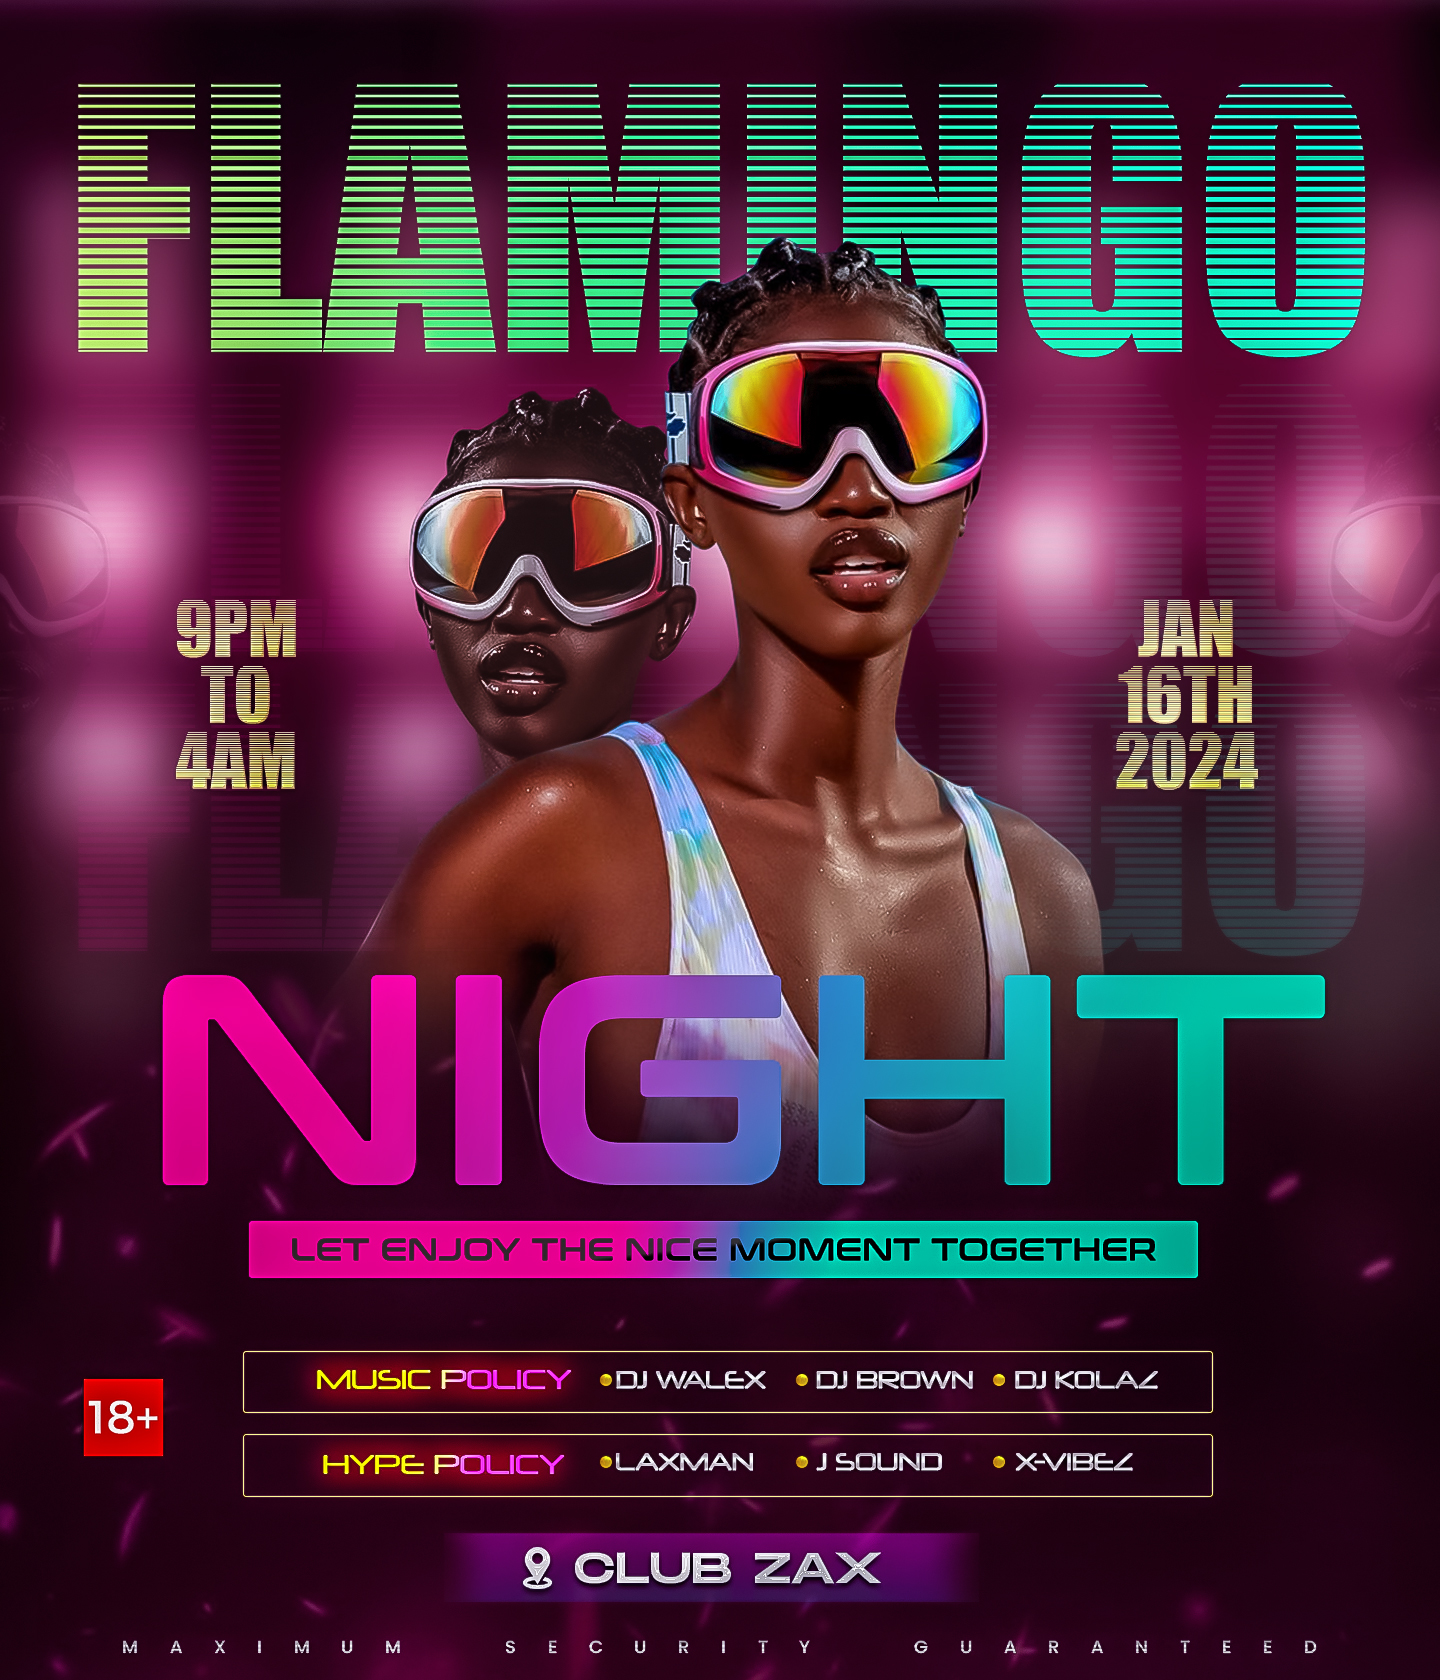 FLAMINGO
9PM
TO
4AM
JAN
16TH
2024
NIGHT
LET ENJOY THE NICE MOMENT TOGETHER
18+
MUSIC POLICY •DJ WALEX • DJ BROWN • DJ KOLAZ
HYPE POLICY •LAXMAN • J SOUND • X-VIBEZ
CLUB ZAX
MAXIMUM SECURITY GUARANTEED